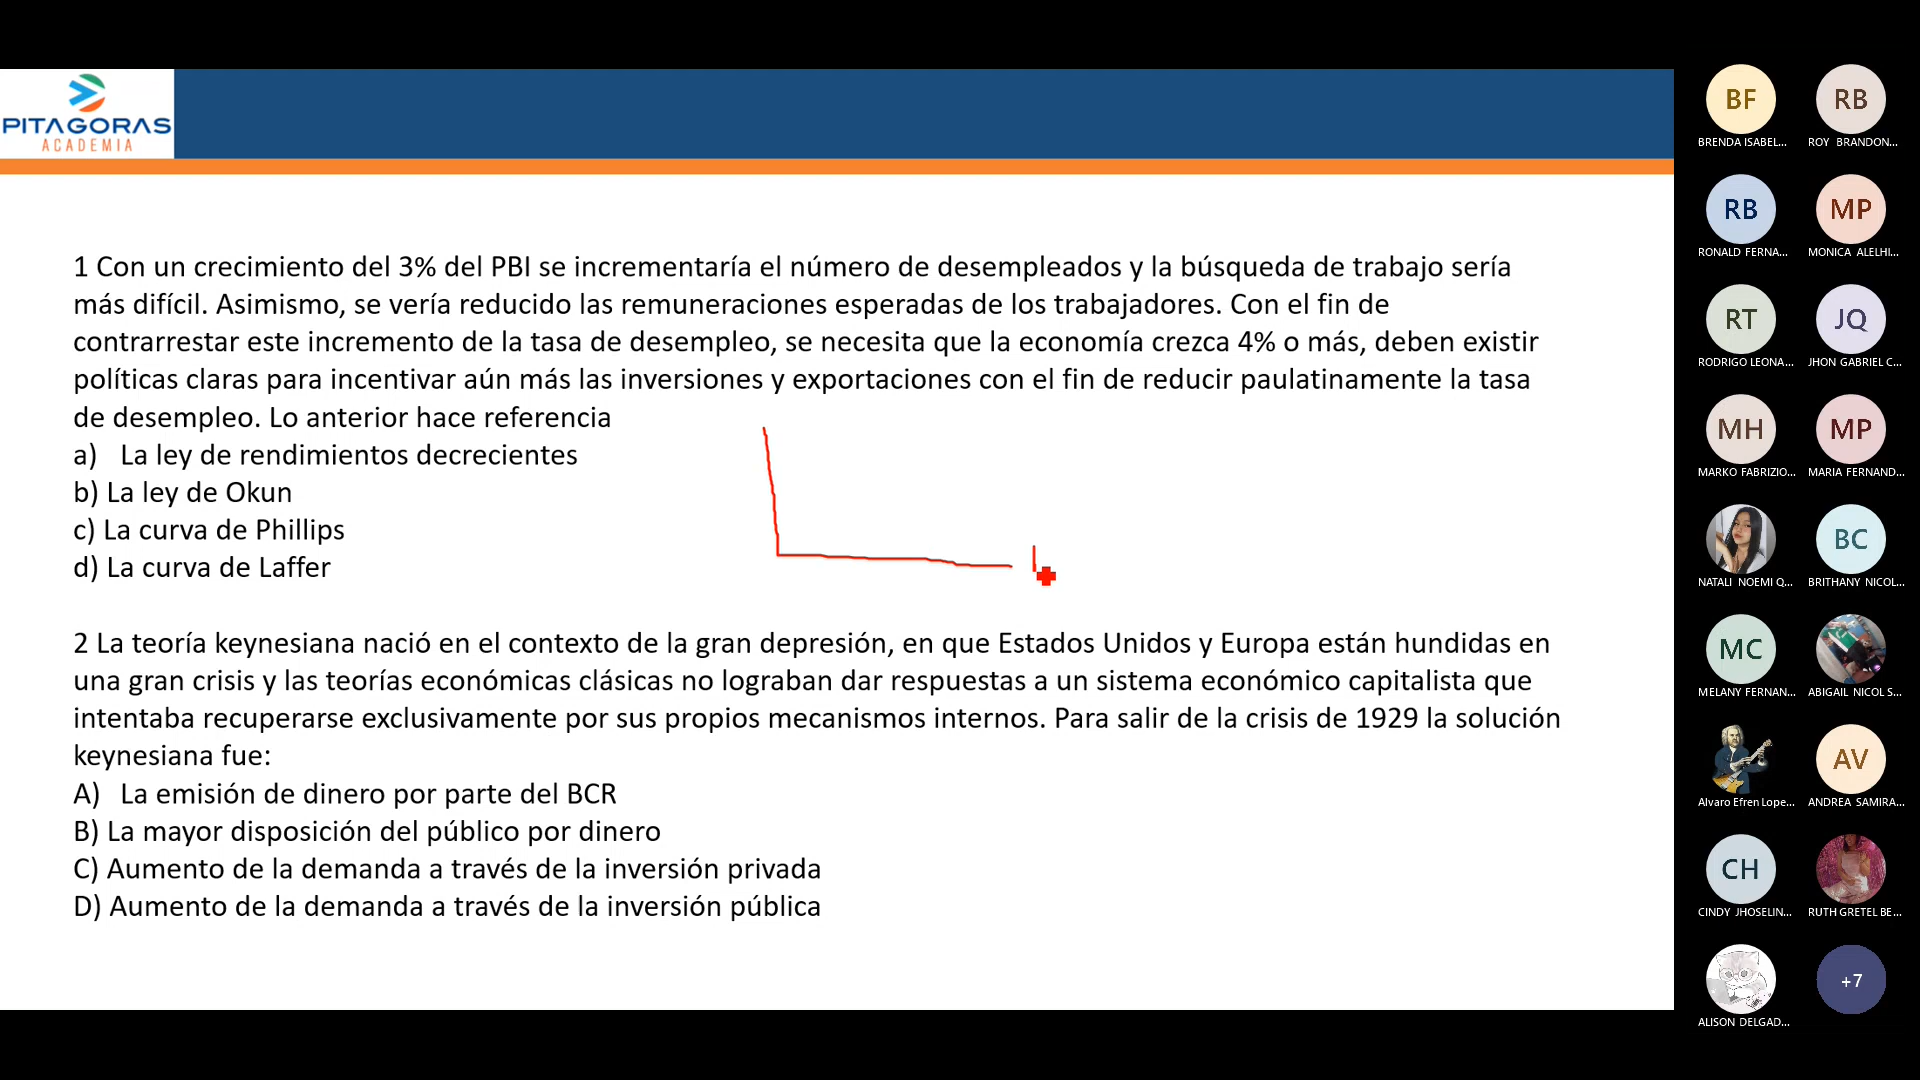 PITAGORAS
ACADEMIA
1 Con un crecimiento del 3% del PBI se incrementaría el número de desempleados y la búsqueda de trabajo sería
más difícil. Asimismo, se vería reducido las remuneraciones esperadas de los trabajadores. Con el fin de
contrarrestar este incremento de la tasa de desempleo, se necesita que la economía crezca 4% o más, deben existir
políticas claras para incentivar aún más las inversiones y exportaciones con el fin de reducir paulatinamente la tasa
de desempleo. Lo anterior hace referencia
a) La ley de rendimientos decrecientes
b) La ley de Okun
c) La curva de Phillips
d) La curva de Laffer
2 La teoría keynesiana nació en el contexto de la gran depresión, en que Estados Unidos y Europa están hundidas en
una gran crisis y las teorías económicas clásicas no lograban dar respuestas a un sistema económico capitalista que
intentaba recuperarse exclusivamente por sus propios mecanismos internos. Para salir de la crisis de 1929 la solución
keynesiana fue:
A) La emisión de dinero por parte del BCR
B) La mayor disposición del público por dinero
C) Aumento de la demanda a través de la inversión privada
D) Aumento de la demanda a través de la inversión pública
BF RB
BRENDA ISABEL... ROY BRANDON...
RB MP
RONALD FERNA... MONICA ALELHI...
RT JQ
RODRIGO LEONA... JHON GABRIEL C...
MH MP
MARKO FABRIZIO... MARIA FERNAND...
BC
NATALI NOEMI Q... BRITHANY NICOL...
MC
MELANY FERNAN... ABIGAIL NICOL S...
AV
Alvaro Efren Lope... ANDREA SAMIRA...
CH
CINDY JHOSELIN... RUTH GRETEL BE...
+7
ALISON DELGAD...